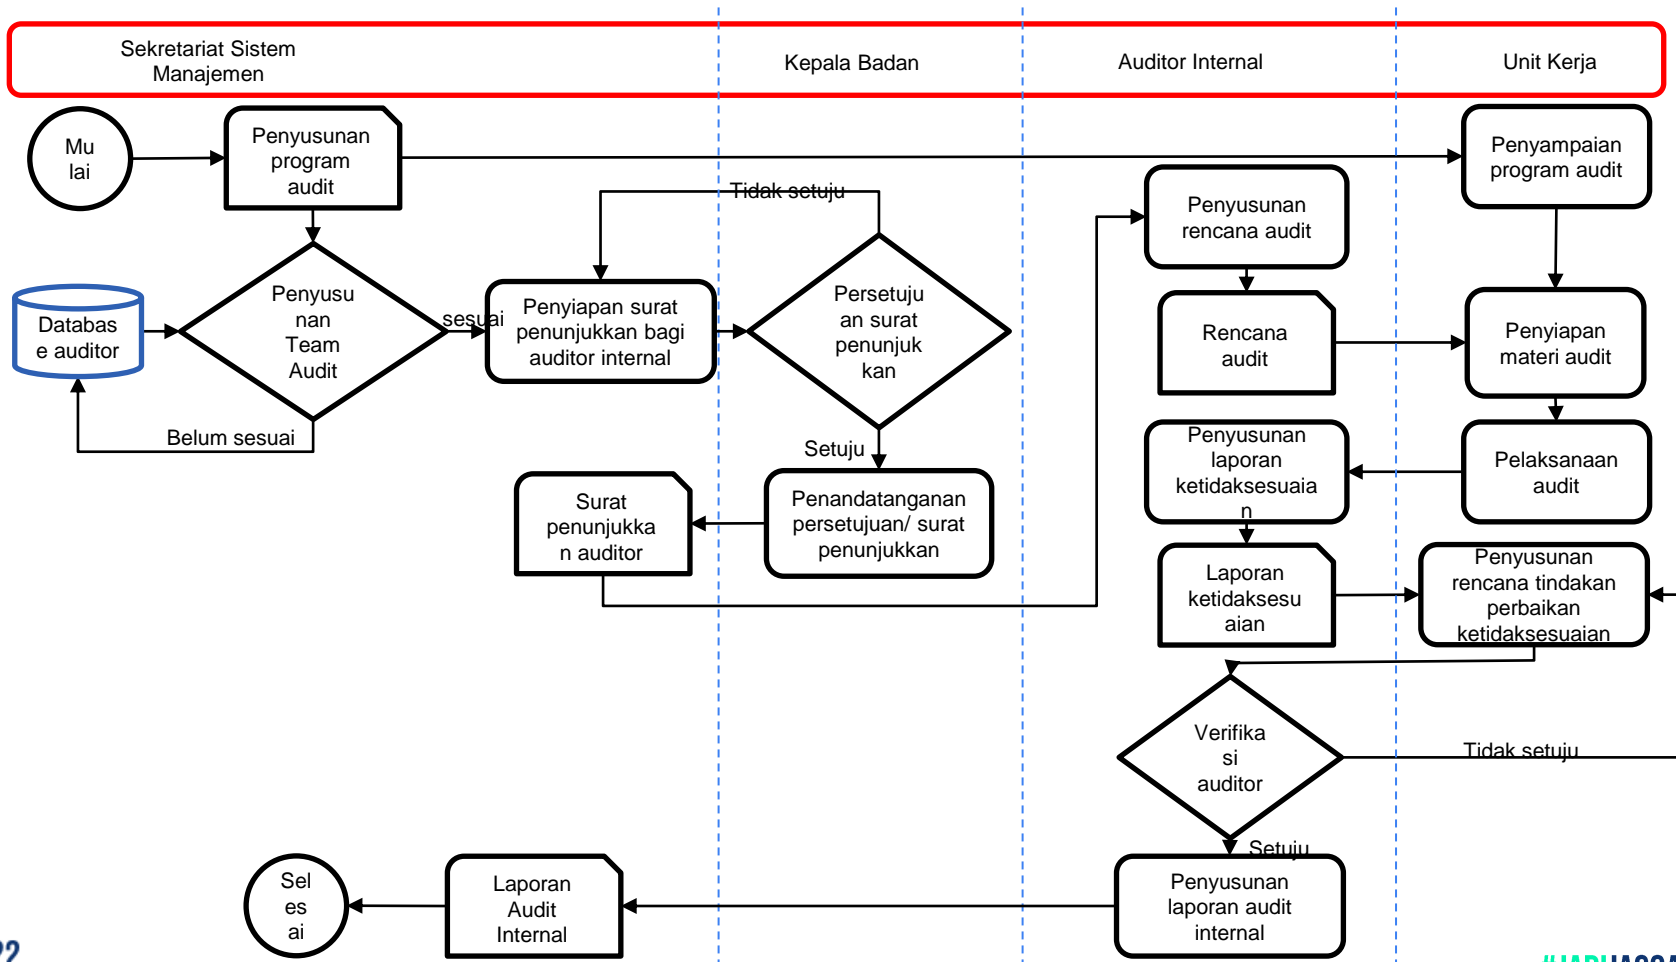 Sekretariat Sistem
Manajemen
Kepala Badan
Auditor Internal
Unit Kerja
Mu
lai
Penyusunan
program
audit
Penyampaian
program audit
Tidak setuju
Penyusunan
rencana audit
Databas
e auditor
Penyusu
nan
Team
Audit
sesuai
Penyiapan surat
penunjukkan bagi
auditor internal
Persetuju
an surat
penunjuk
kan
Rencana
audit
Penyiapan
materi audit
Belum sesuai
Setuju
Penyusunan
laporan
ketidaksesuaia
n
Pelaksanaan
audit
Surat
penunjukka
n auditor
Penandatanganan
persetujuan/ surat
penunjukkan
Laporan
ketidaksesu
aian
Penyusunan
rencana tindakan
perbaikan
ketidaksesuaian
Verifika
si
auditor
Tidak setuju
Setuju
Sel
es
ai
Laporan
Audit
Internal
Penyusunan
laporan audit
internal